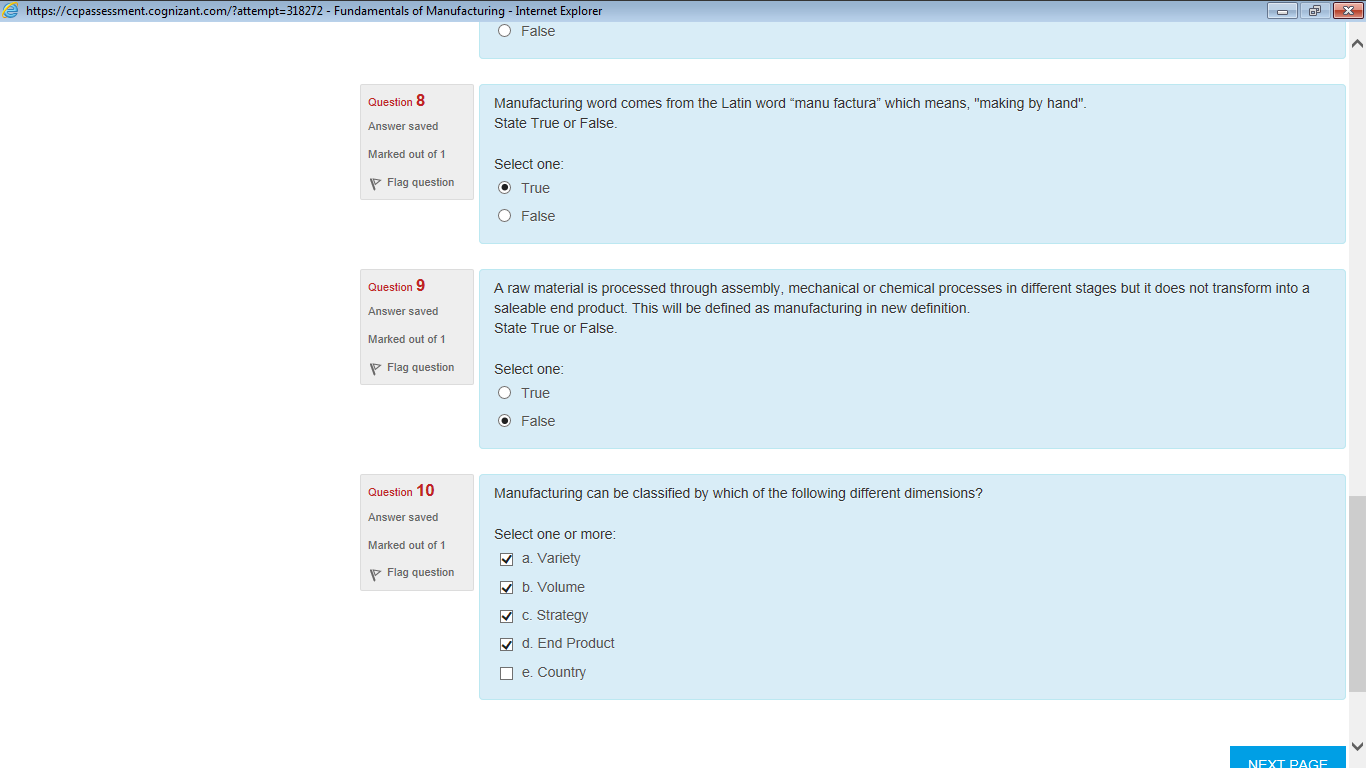 https://ccpassessment.cognizant.com/?attempt=318272 - Fundamentals of Manufacturing - Internet Explorer
False
Question 8
Answer saved
Marked out of 1
Flag question
Manufacturing word comes from the Latin word “manu factura” which means, "making by hand".
State True or False.
Select one:
True
False
Question 9
Answer saved
Marked out of 1
Flag question
A raw material is processed through assembly, mechanical or chemical processes in different stages but it does not transform into a
saleable end product. This will be defined as manufacturing in new definition.
State True or False.
Select one:
True
False
Question 10
Answer saved
Marked out of 1
Flag question
Manufacturing can be classified by which of the following different dimensions?
Select one or more:
a. Variety
b. Volume
c. Strategy
d. End Product
e. Country
NEXT PAGE